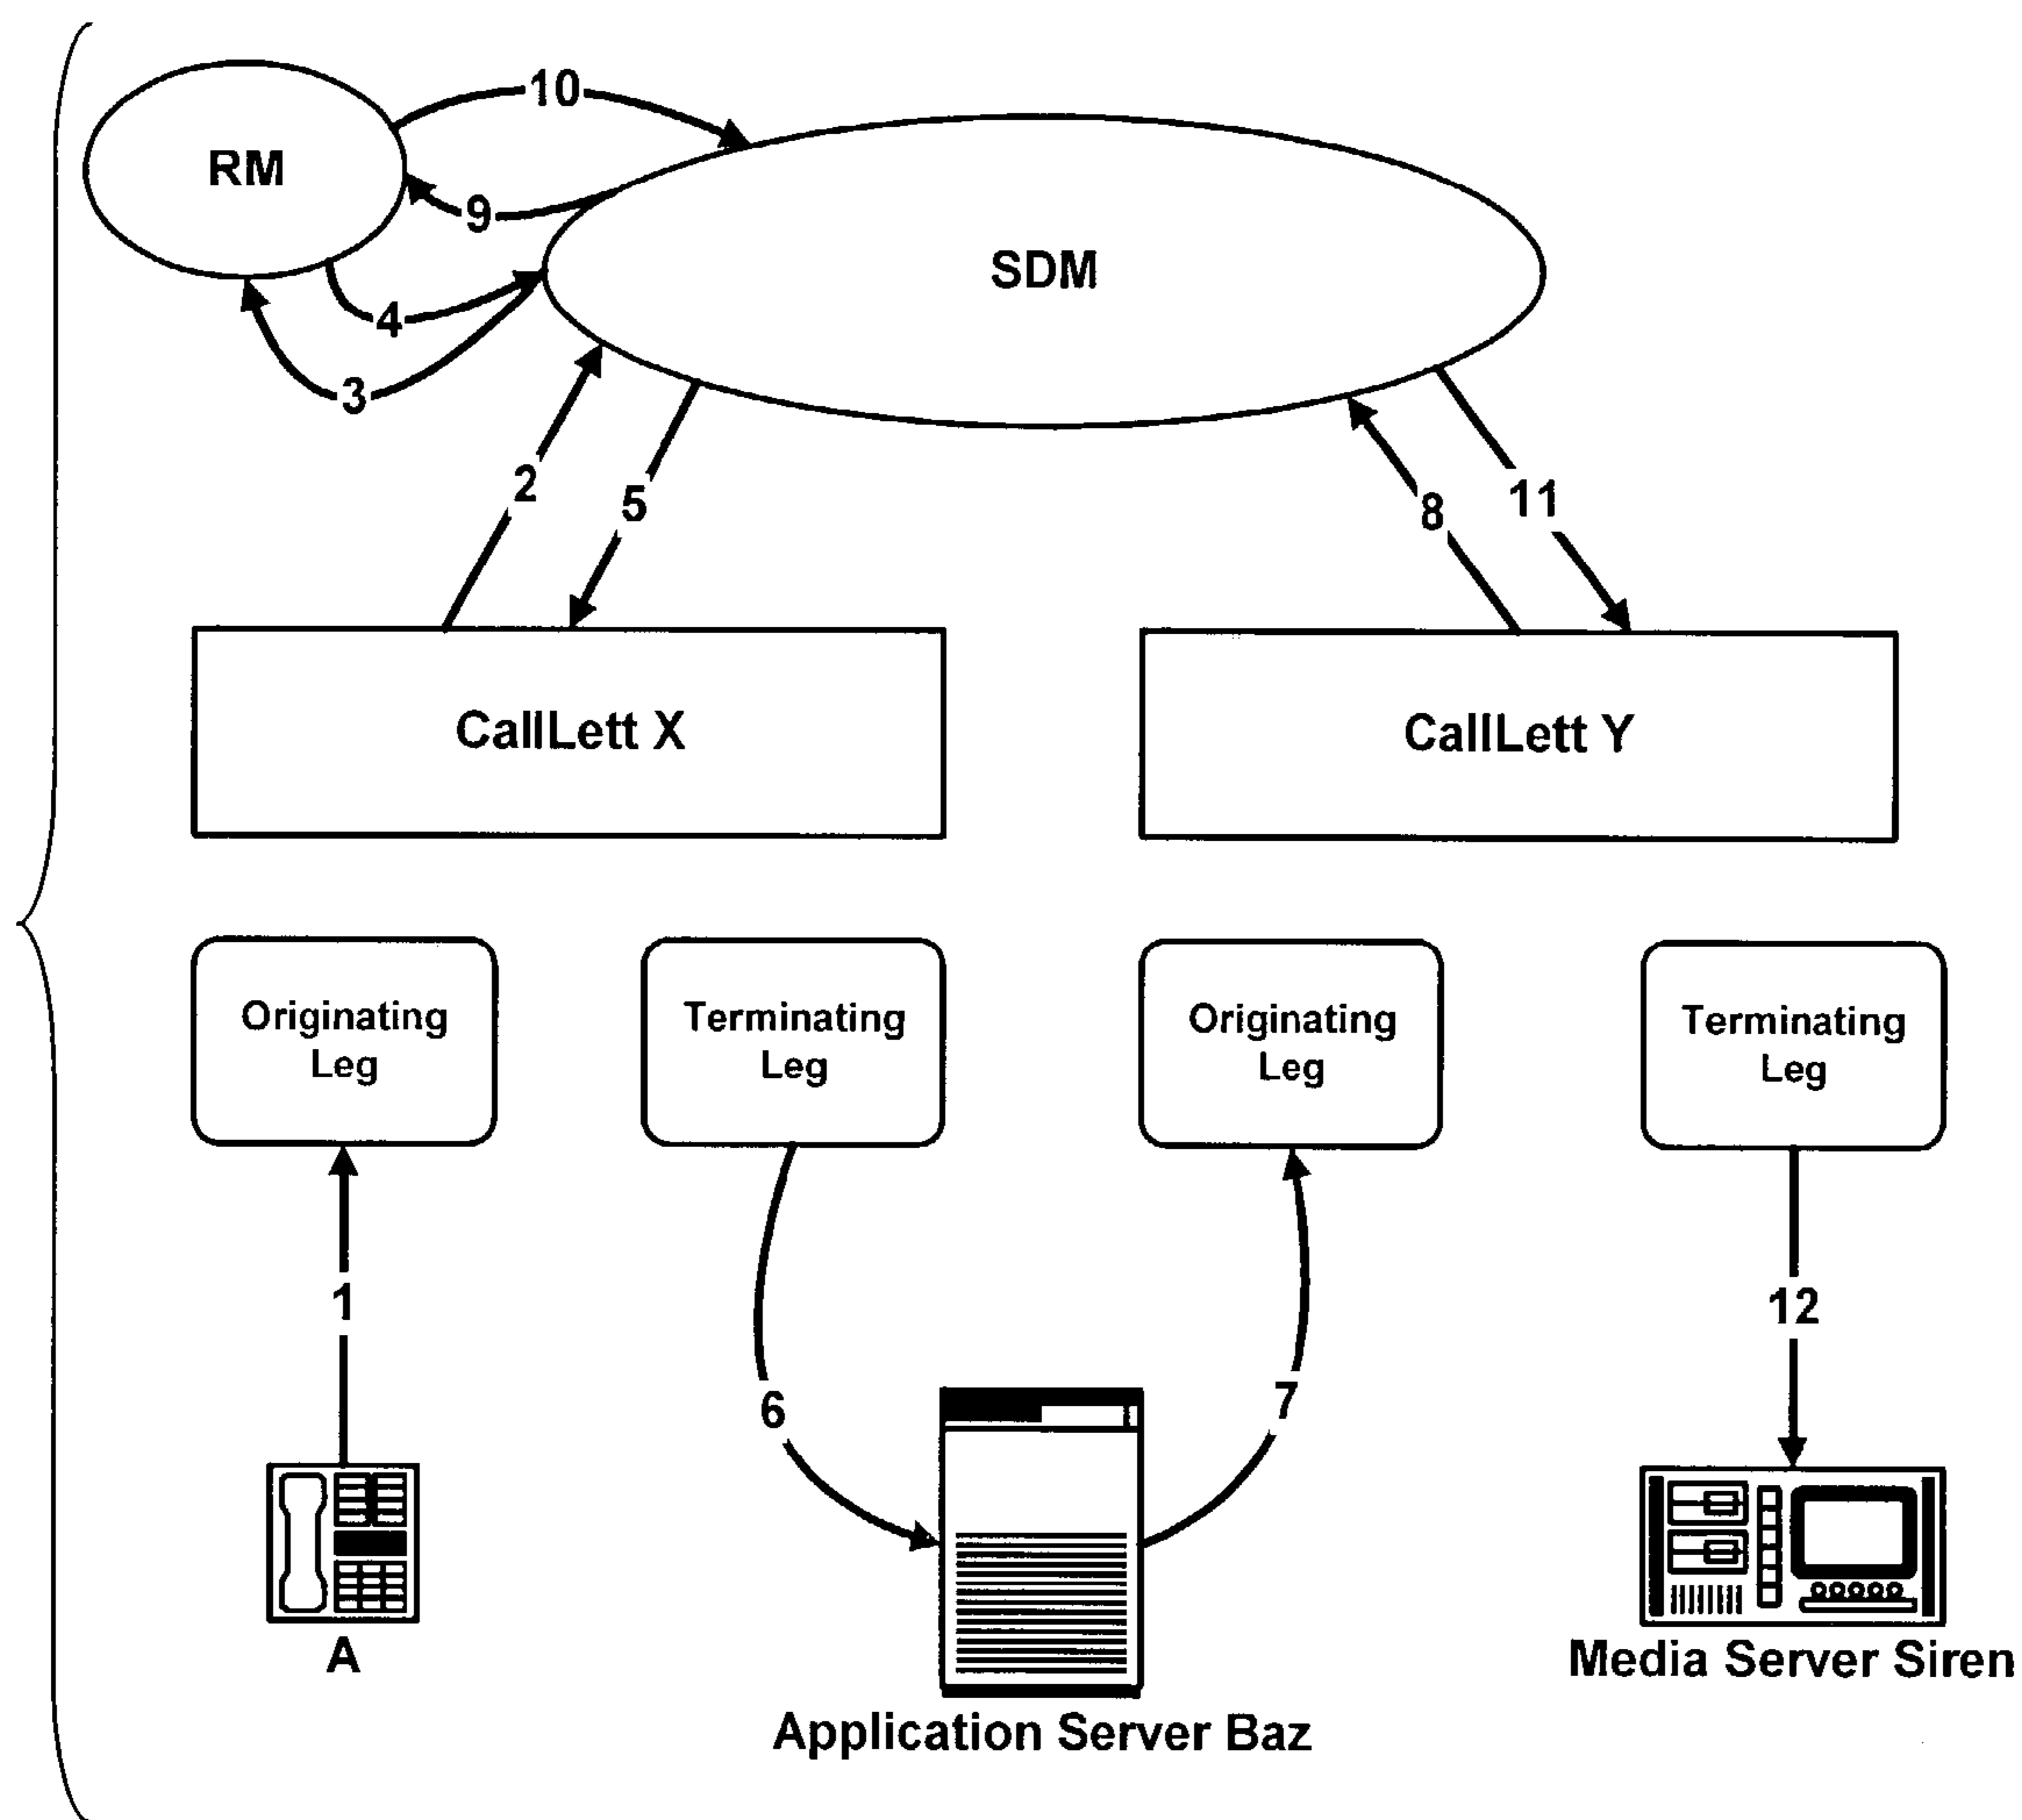 10
RM
9
SDM
4
3
2
5
8
11
CallLett X
CallLett Y
Originating
Leg
Terminating
Leg
Originating
Leg
Terminating
Leg
1
12
6
7
A
Media Server Siren
Application Server Baz